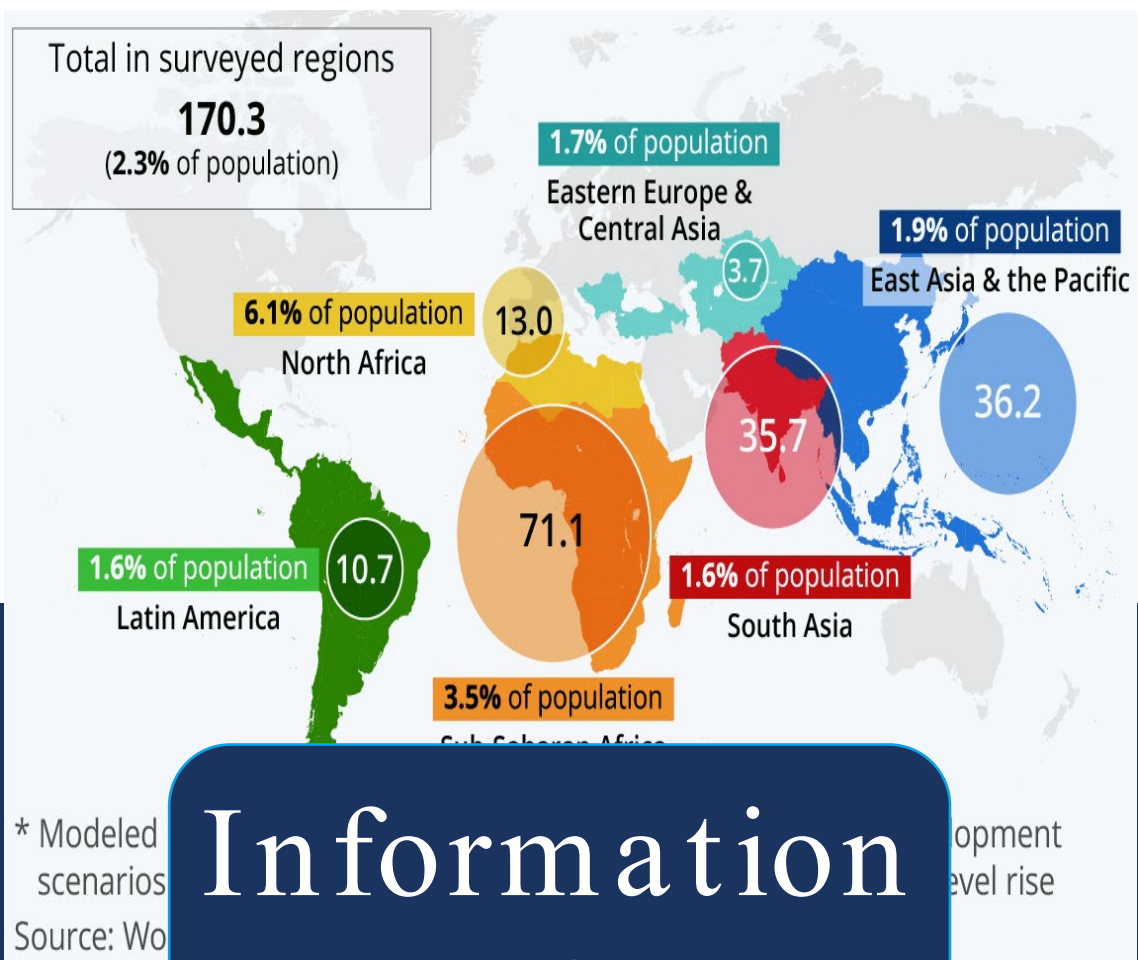 Total in surveyed regions
170.3
(2.3% of population)
1.7% of population
Eastern Europe &
Central Asia
3.7
1.9% of population
East Asia & the Pacific
36.2
6.1% of population
North Africa
13.0
35.7
1.6% of population
South Asia
71.1
3.5% of population
Sub Saharan Africa
1.6% of population
Latin America
10.7
* Modeled
scenarios
Source:
evel rise
Information